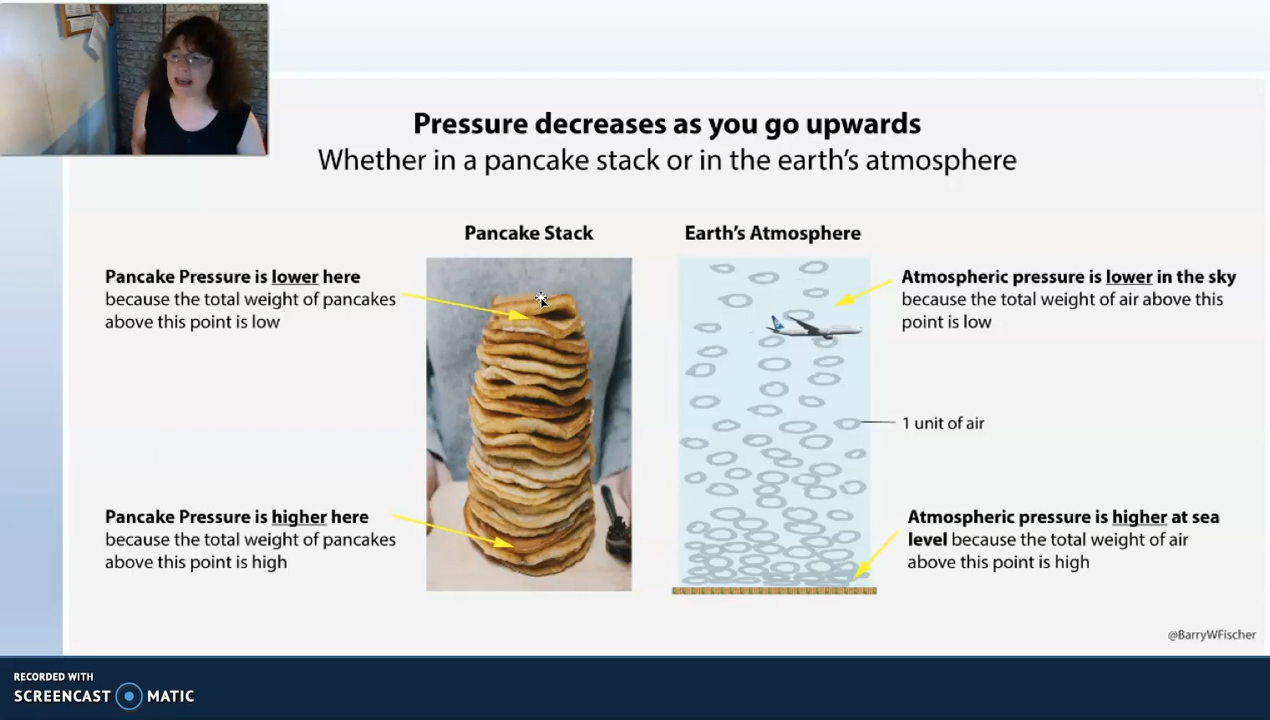 Pressure decreases as you go upwards
Whether in a pancake stack or in the earth's atmosphere
Pancake Stack
Earth's Atmosphere
Pancake Pressure is lower here
because the total weight of pancakes
above this point is low
Atmospheric pressure is lower in the sky
because the total weight of air above this
point is low
1 unit of air
Pancake Pressure is higher here
because the total weight of pancakes
above this point is high
Atmospheric pressure is higher at sea
level because the total weight of air
above this point is high
@BarryWFischer
RECORDED WITH
SCREENCAST MATIC